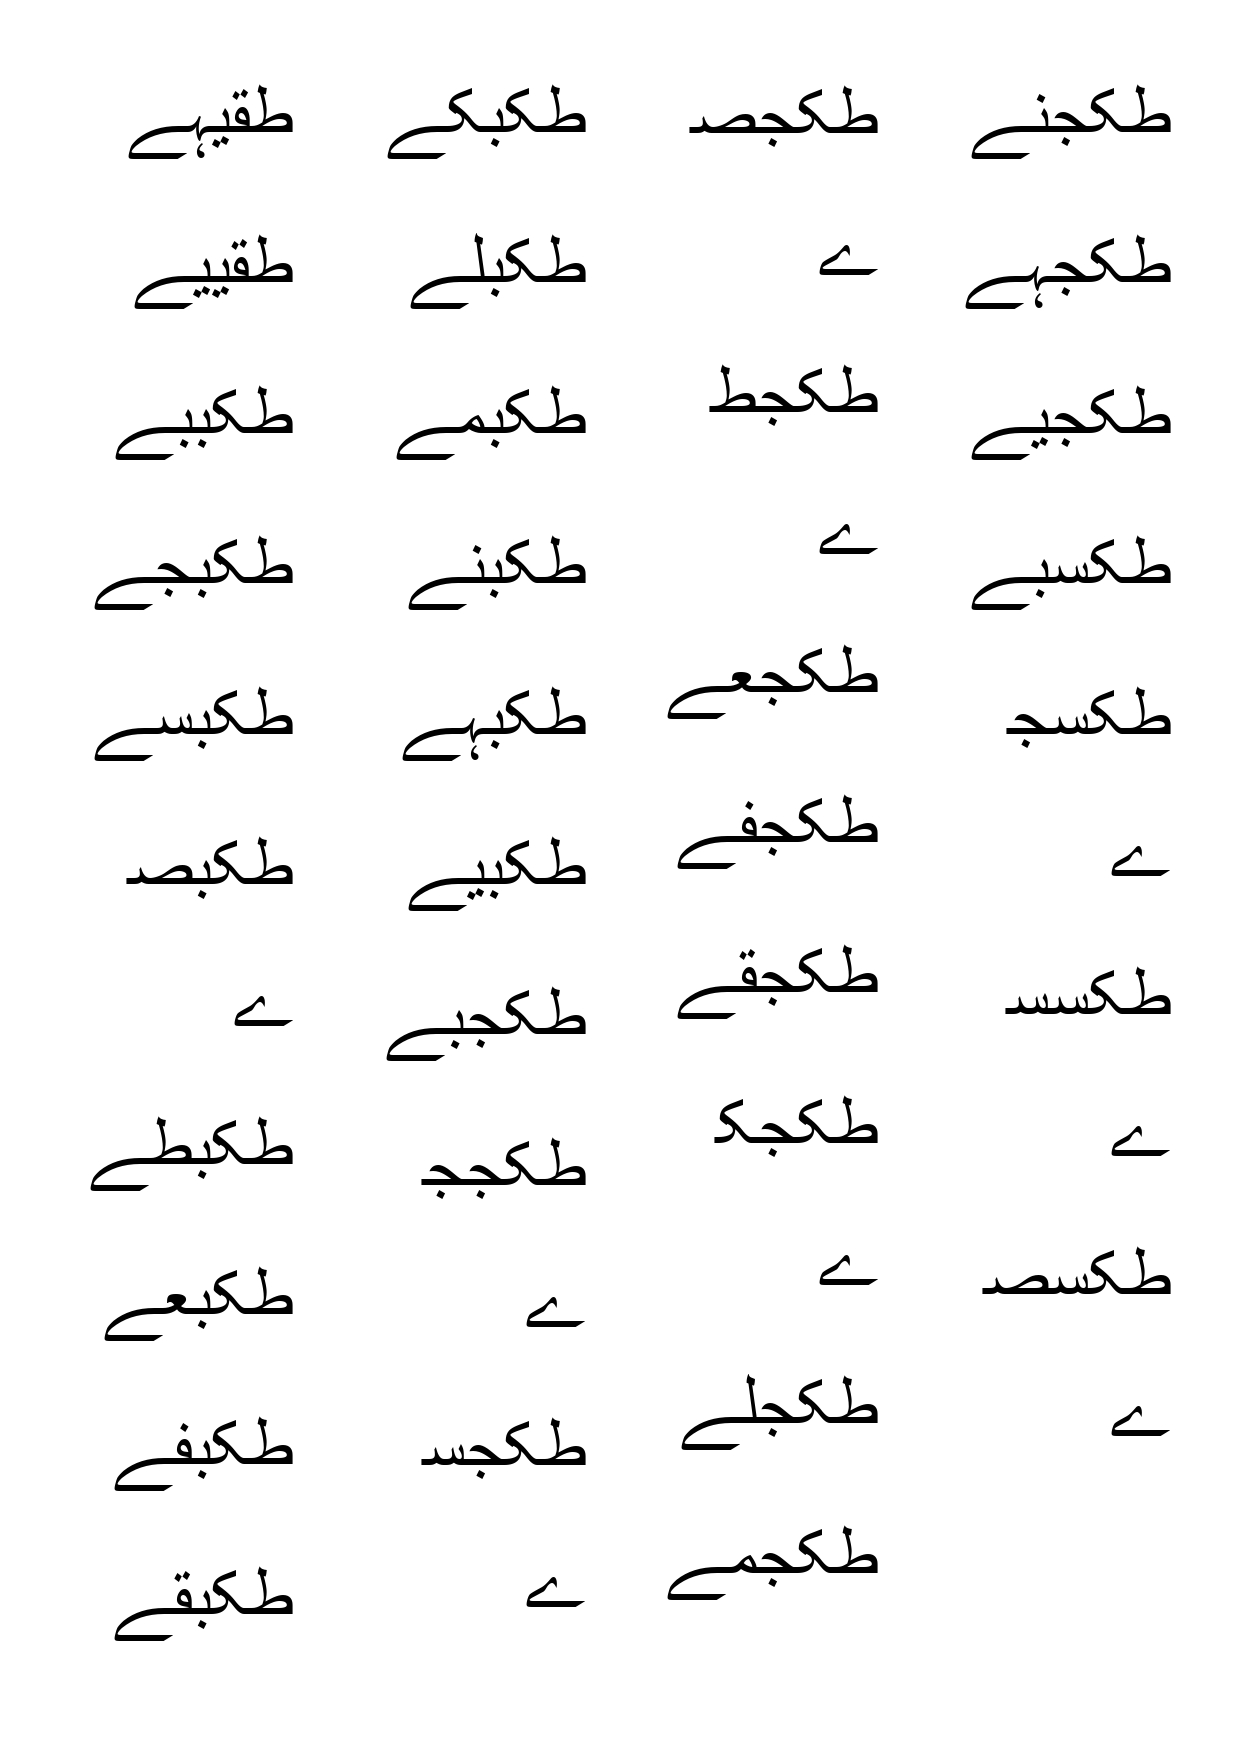 طقیہے
طقییے
طکببے
طکبجے
طکبسے
طکبص
ے
طکبطے
طکبعے
طکبفے
طکبقے
طکبکے
طکبلے
طکبمے
طکبنے
طکبہے
طکبیے
طکجبے
طکجج
ے
طکجس
ے
طکجص
ے
طکجط
ے
طکجعے
طکجفے
طکجقے
طکجک
ے
طکجلے
طکجمے
طکجنے
طکجہے
طکجیے
طکسبے
طکسج
ے
طکسس
ے
طکسص
ے